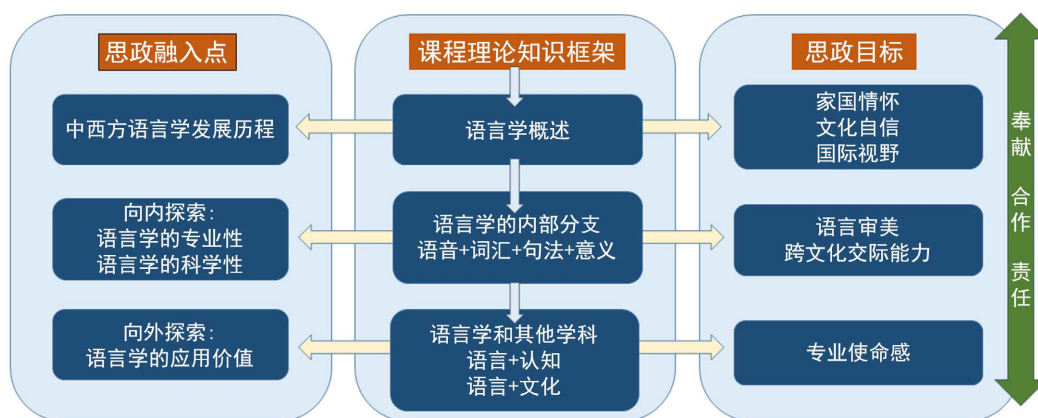 思政融入点
中西方语言学发展历程
向内探索：
语言学的专业性
语言学的科学性
向外探索：
语言学的应用价值
课程理论知识框架
语言学概述
语言学的内部分支
语音+词汇+句法+意义
语言学和其他学科
语言+认知
语言+文化
思政目标
家国情怀
文化自信
国际视野
语言审美
跨文化交际能力
专业使命感
奉献 合作 责任